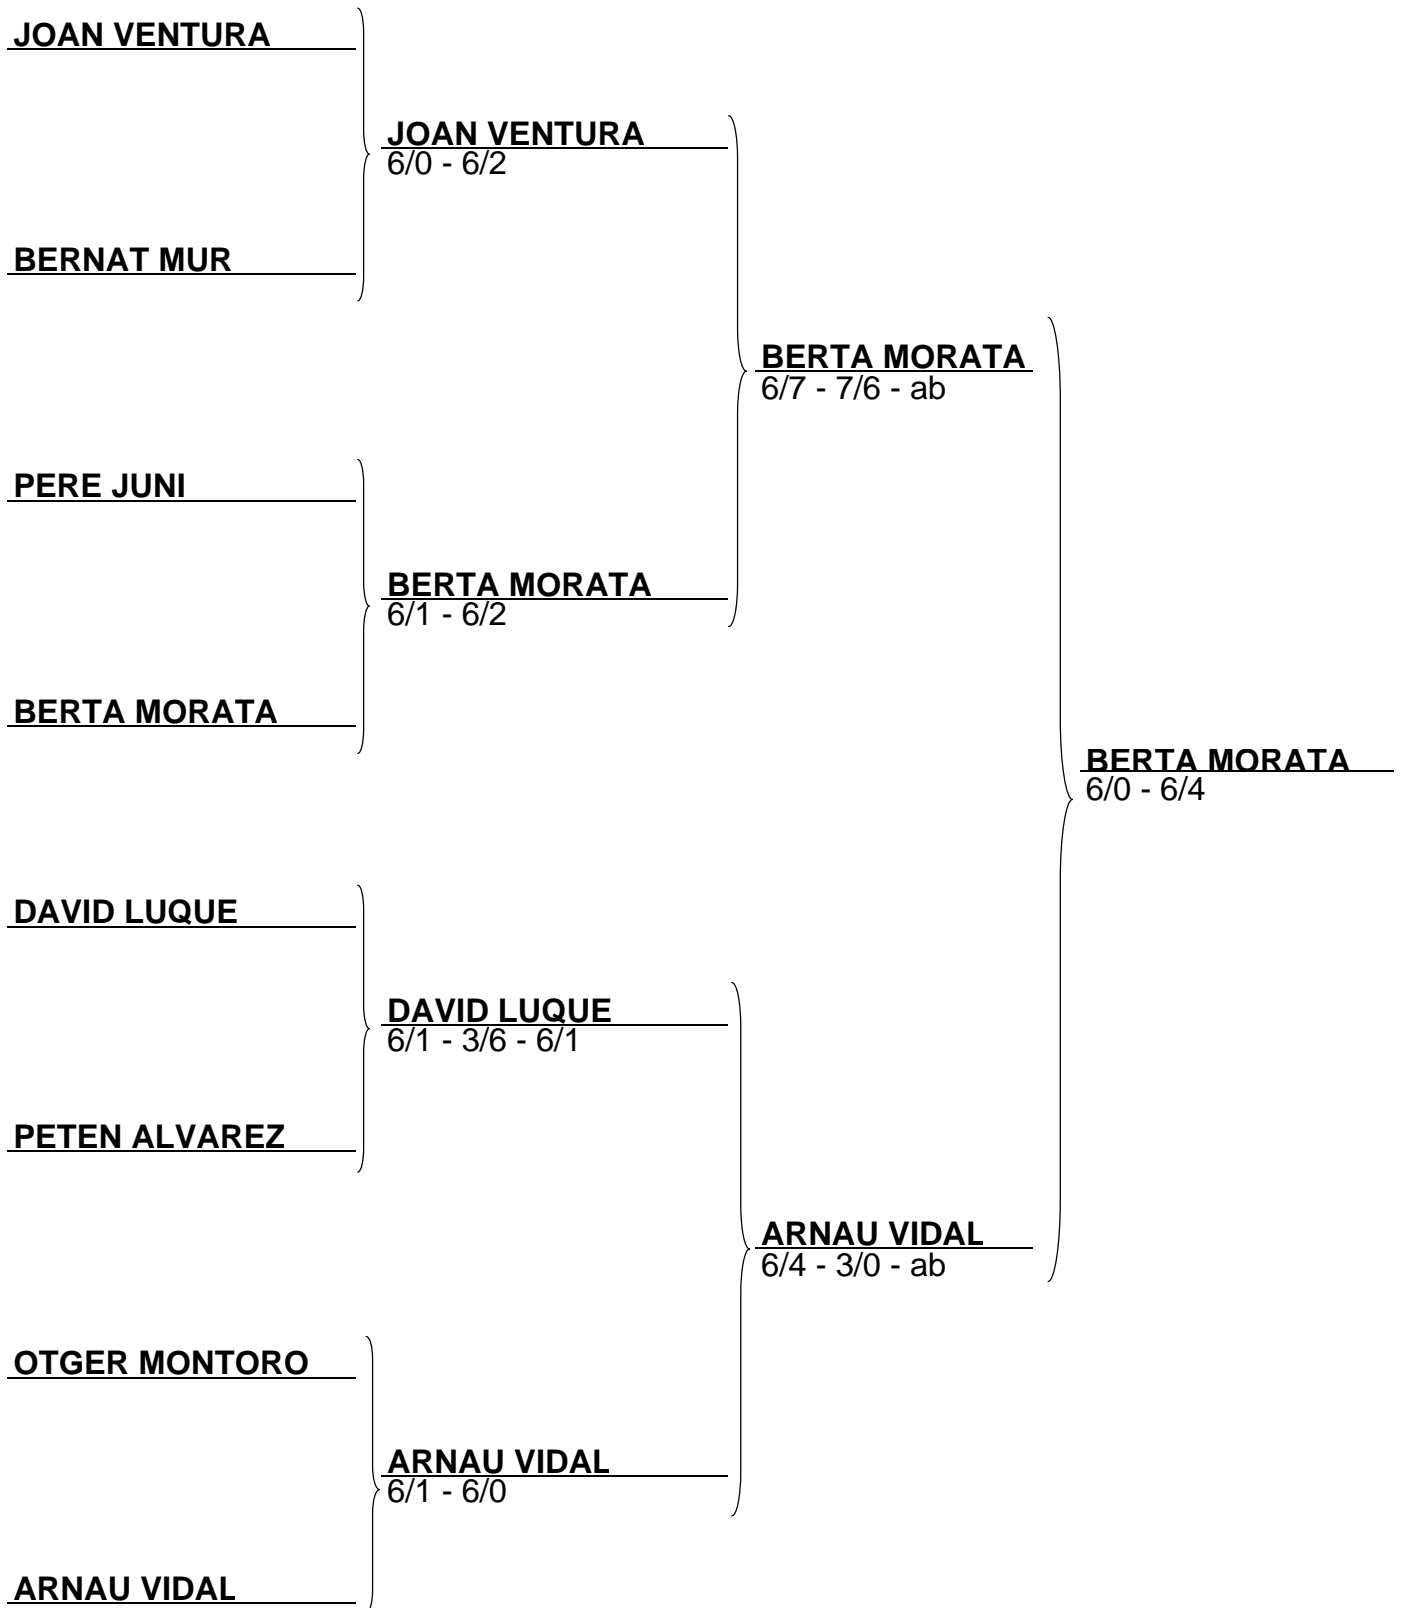 JOAN VENTURA
JOAN VENTURA
6/0 - 6/2
BERNAT MUR
BERTA MORATA
6/7 - 7/6 - ab
PERE JUNI
BERTA MORATA
6/1 - 6/2
BERTA MORATA
BERTA MORATA
6/0 - 6/4
DAVID LUQUE
DAVID LUQUE
6/1 - 3/6 - 6/1
PETEN ALVAREZ
ARNAU VIDAL
6/4 - 3/0 - ab
OTGER MONTORO
ARNAU VIDAL
6/1 - 6/0
ARNAU VIDAL